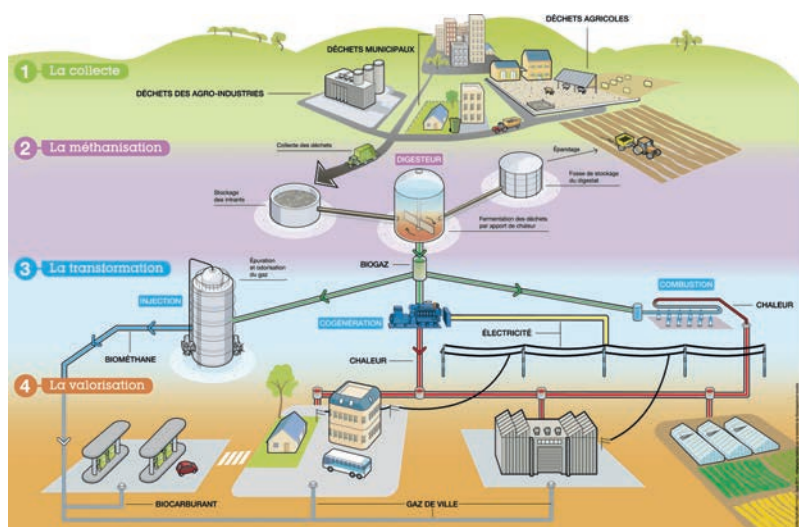 1 La collecte
DÉCHETS MUNICIPAUX
DÉCHETS AGRICOLES
DÉCHETS DES AGRO-INDUSTRIES
2 La méthanisation
Collecte des déchets
DIGESTEUR
Épandage
Stockage
des intrants
Fosse de stockage
du digestat
Fermentation des déchets
par apport de chaleur
3 La transformation
Épuration
et odorisation
du gaz
BIOGAZ
INJECTION
COGÉNÉRATION
COMBUSTION
CHALEUR
ÉLECTRICITÉ
BIOMÉTHANE
CHALEUR
4 La valorisation
BIOCARBURANT
GAZ DE VILLE